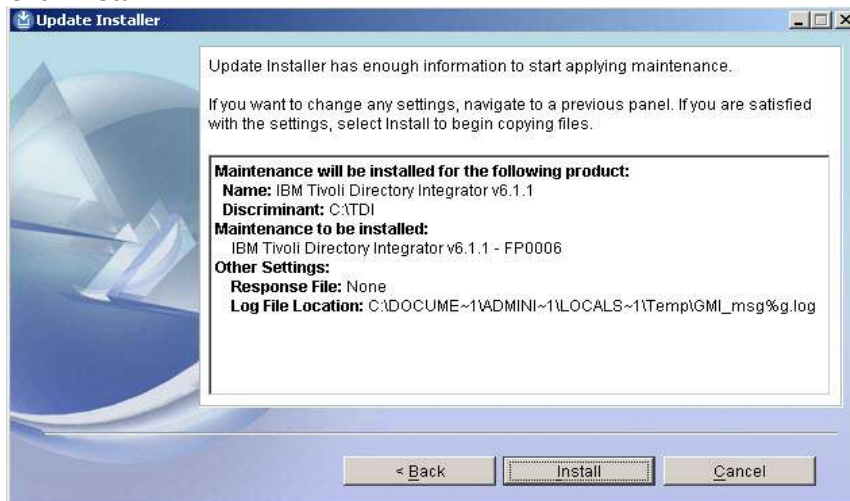 Update Installer
Update Installer has enough information to start applying maintenance.
If you want to change any settings, navigate to a previous panel. If you are satisfied
with the settings, select Install to begin copying files.
Maintenance will be installed for the following product:
Name: IBM Tivoli Directory Integrator v6.1.1
Discriminant: C:\TDI
Maintenance to be installed:
IBM Tivoli Directory Integrator v6.1.1 - FP0006
Other Settings:
Response File: None
Log File Location: C:\DOCUME~1\ADMINI~1\LOCALS~1\Temp\GMI_msg%g.log
< Back
Install
Cancel